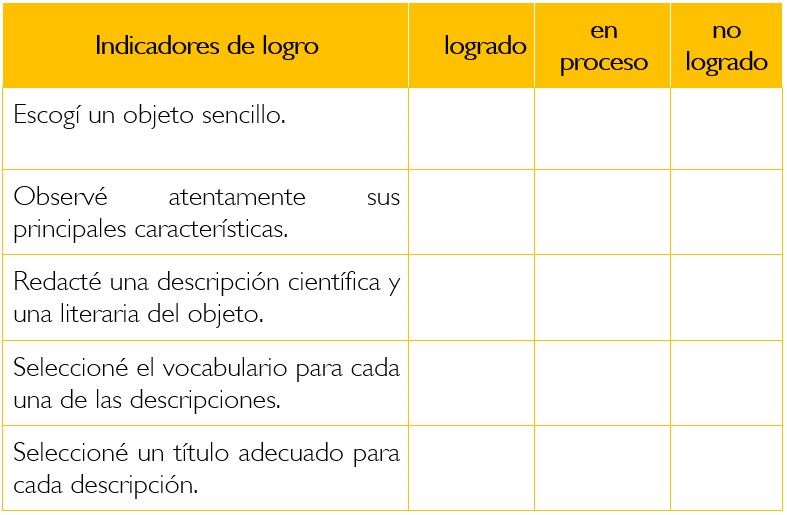 Indicadores de logro
logrado
en
proceso
no
logrado
Escogí un objeto sencillo.
Observé atentamente sus
principales características.
Redacté una descripción científica y
una literaria del objeto.
Seleccioné el vocabulario para cada
una de las descripciones.
Seleccioné un título adecuado para
cada descripción.